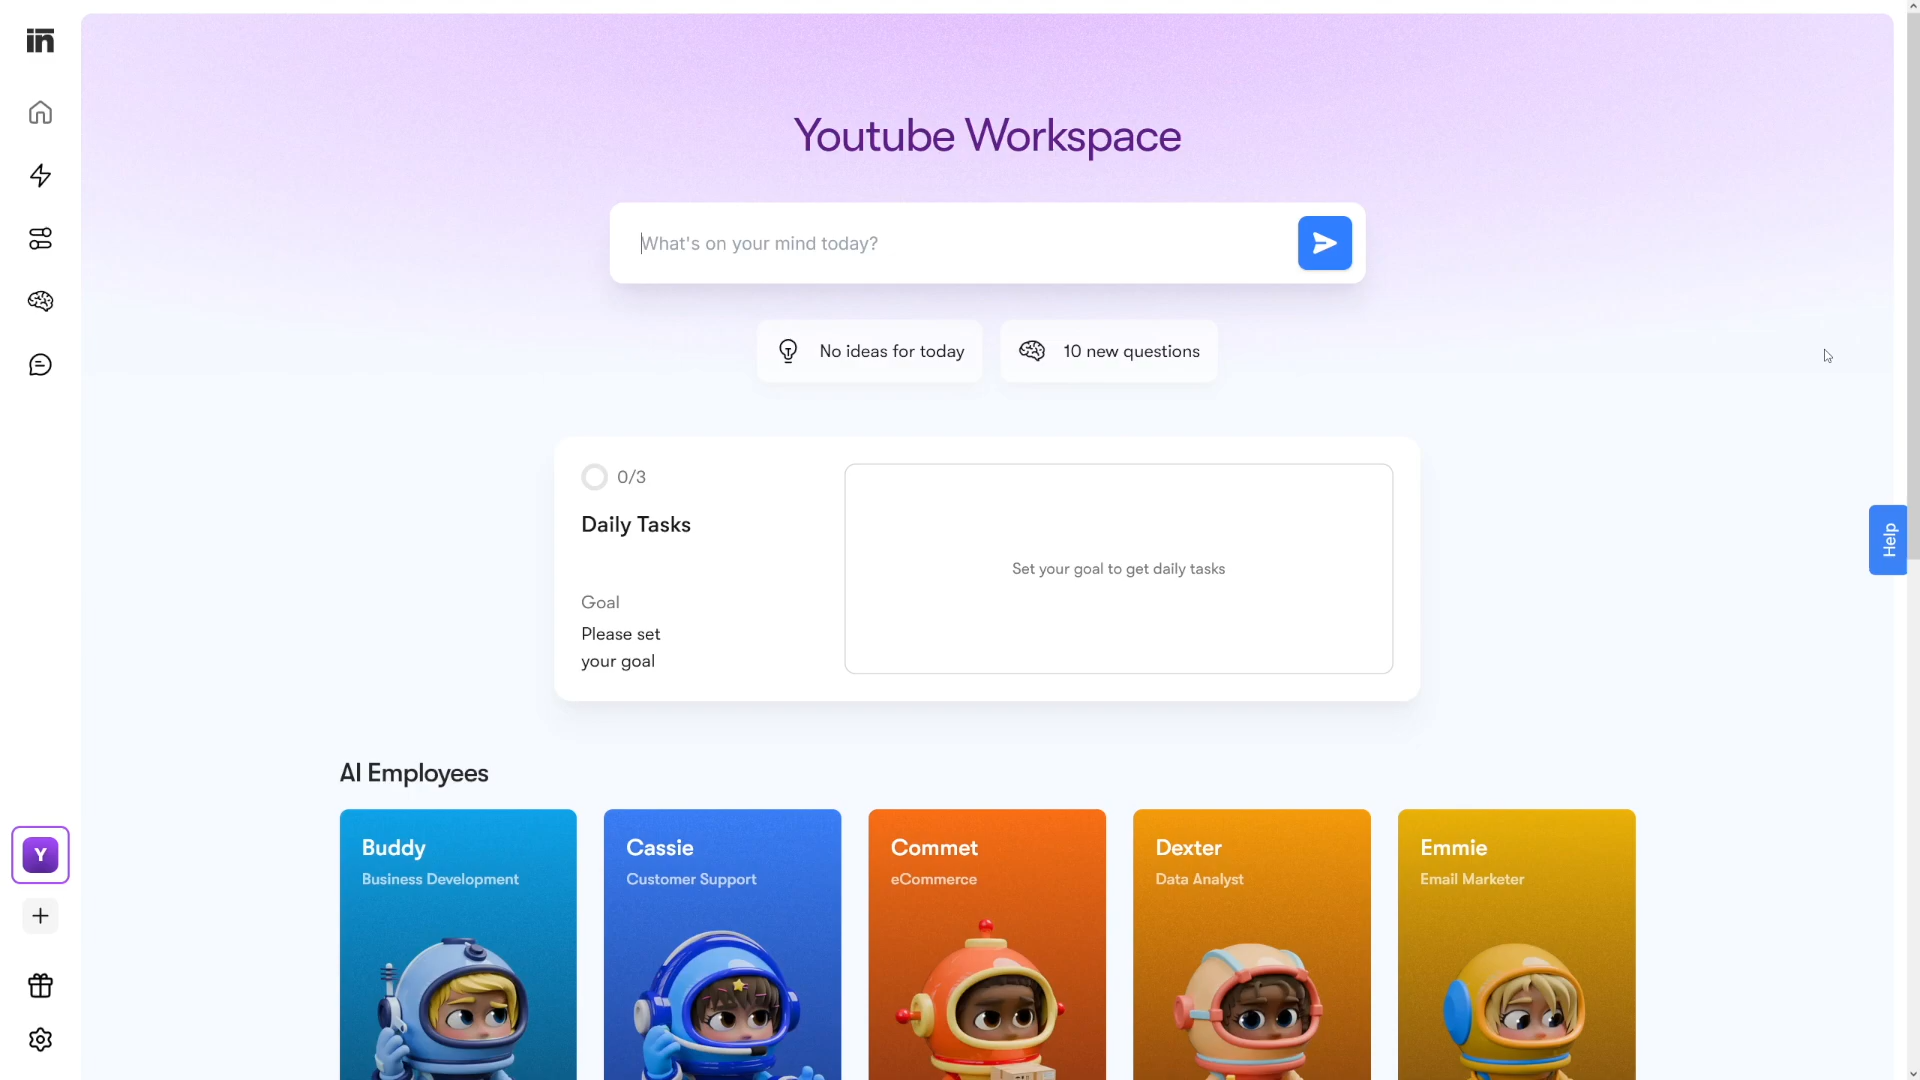 in
Youtube Workspace
What's on your mind today?
No ideas for today
10 new questions
0/3
Daily Tasks
Set your goal to get daily tasks
Goal
Please set
your goal
Help
AI Employees
Buddy
Business Development
Cassie
Customer Support
Commet
eCommerce
Dexter
Data Analyst
Emmie
Email Marketer
Y